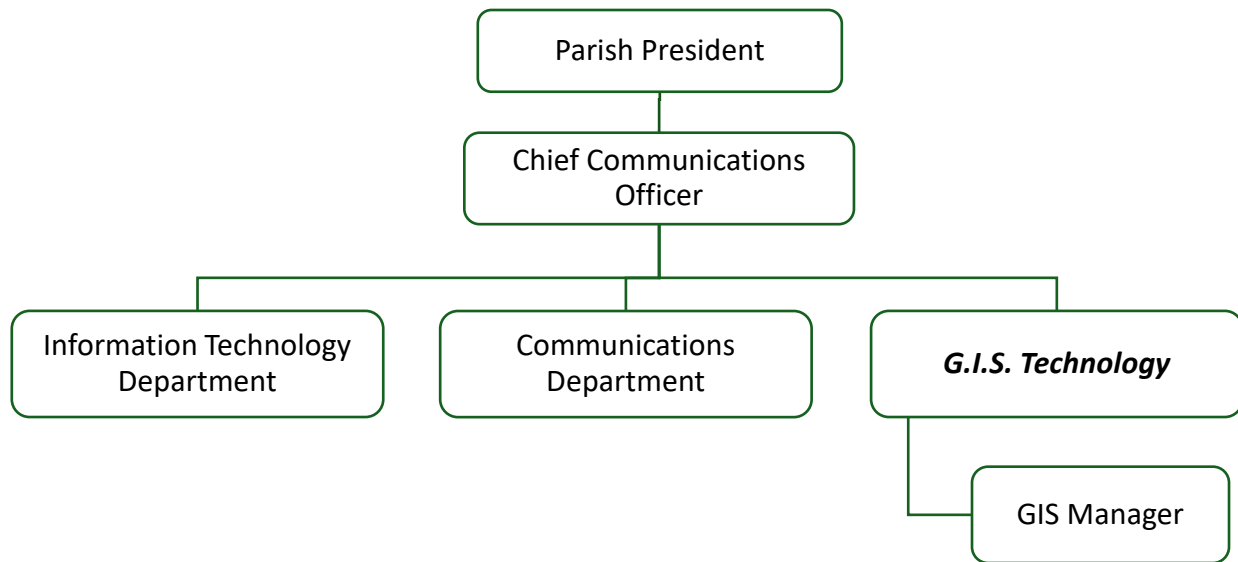 Parish President
Chief Communications
Officer
Information Technology
Department
Communications
Department
G.I.S. Technology
GIS Manager